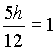 5h/12 = 1